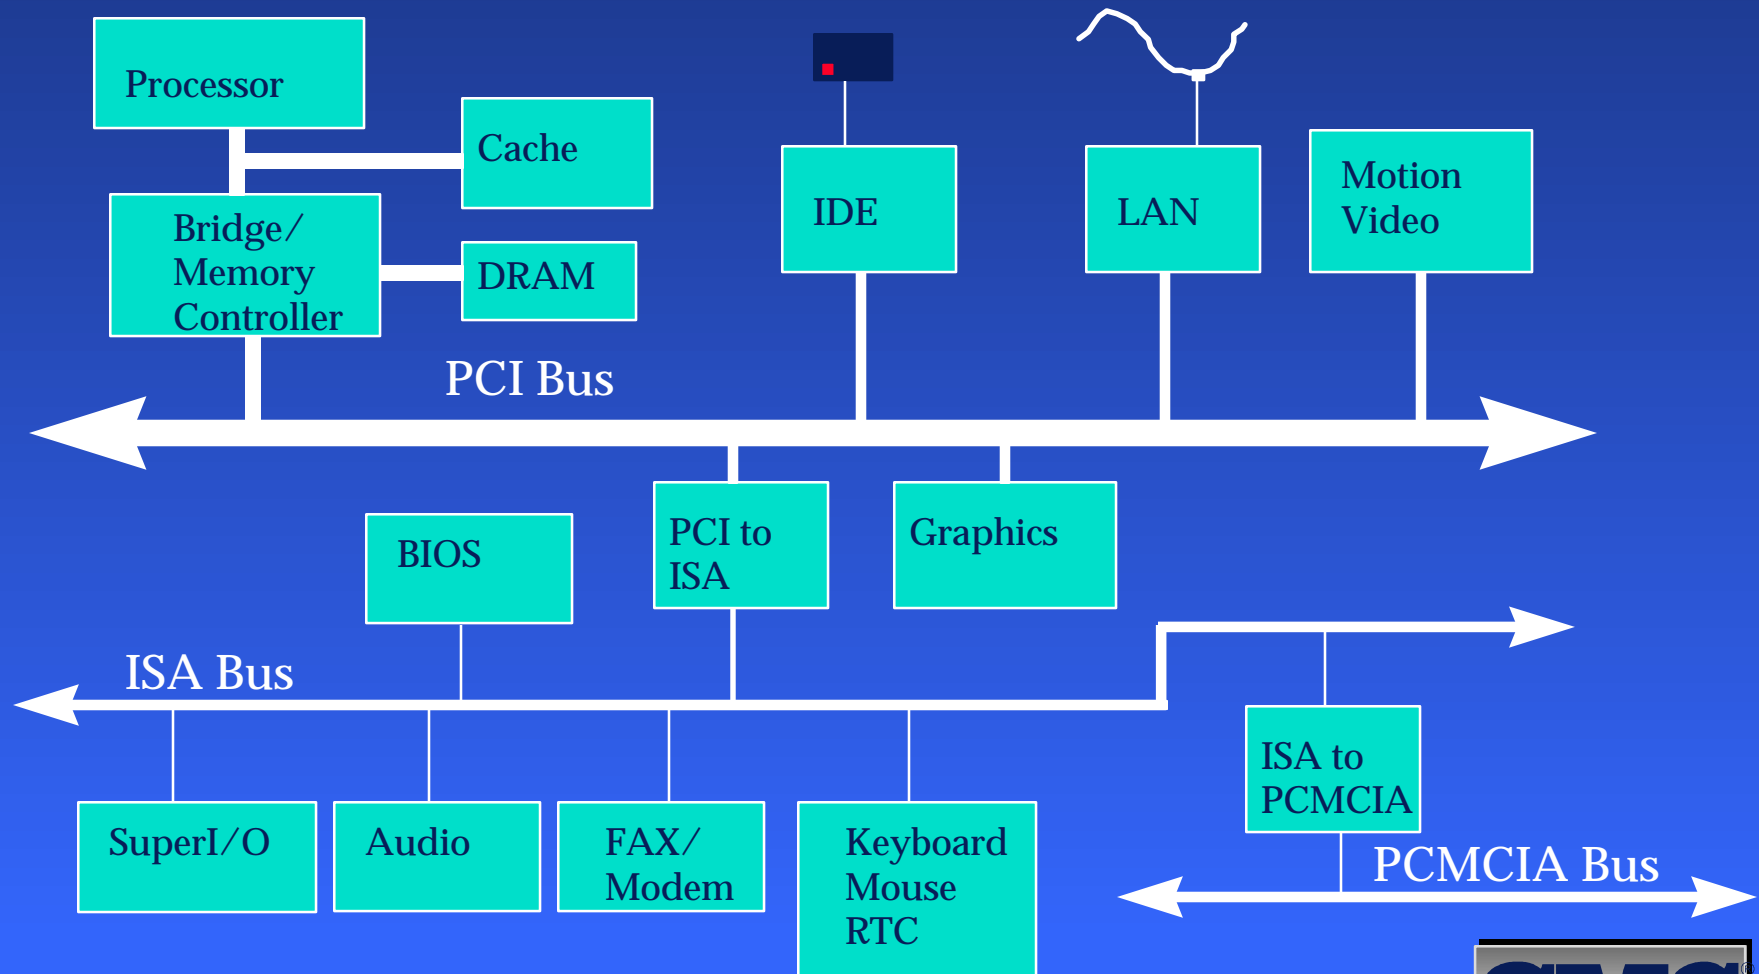 Processor
Cache
Bridge/
Memory
Controller
DRAM
IDE
LAN
Motion
Video
PCI Bus
BIOS
PCI to
ISA
Graphics
ISA Bus
SuperI/O
Audio
FAX/
Modem
Keyboard
Mouse
RTC
ISA to
PCMCIA
PCMCIA Bus